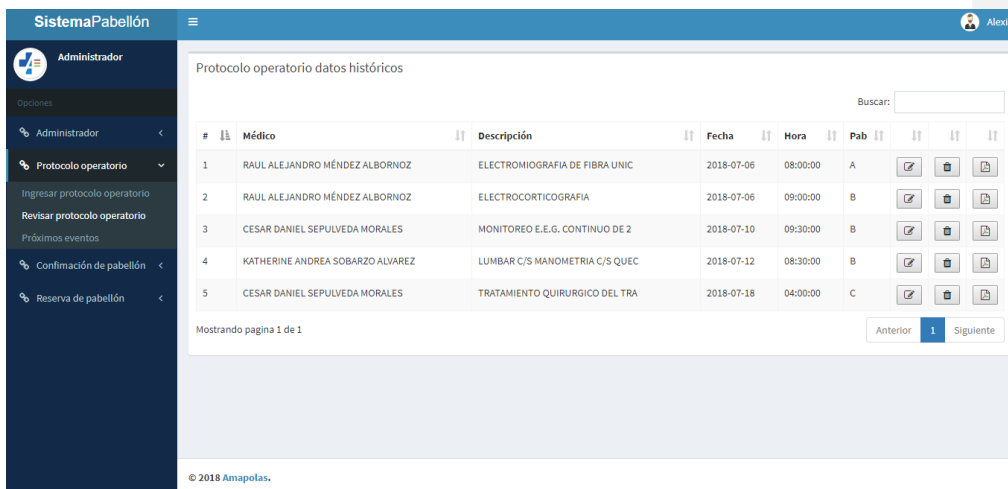 SistemaPabellón
Alexi
Administrador
Opciones
Administrador
Protocolo operatorio
Ingresar protocolo operatorio
Revisar protocolo operatorio
Próximos eventos
Confimación de pabellón
Reserva de pabellón
Protocolo operatorio datos históricos
Buscar:
# Médico Descripción Fecha Hora Pab
1 RAUL ALEJANDRO MÉNDEZ ALBORNOZ ELECTROMIOGRAFIA DE FIBRA UNIC 2018-07-06 08:00:00 A
2 RAUL ALEJANDRO MÉNDEZ ALBORNOZ ELECTROCORTICOGRAFIA 2018-07-06 09:00:00 B
3 CESAR DANIEL SEPULVEDA MORALES MONITOREO E.E.G. CONTINUO DE 2 2018-07-10 09:30:00 B
4 KATHERINE ANDREA SOBARZO ALVAREZ LUMBAR C/S MANOMETRIA C/S QUEC 2018-07-12 08:30:00 B
5 CESAR DANIEL SEPULVEDA MORALES TRATAMIENTO QUIRURGICO DEL TRA 2018-07-18 04:00:00 C
Mostrando pagina 1 de 1
Anterior 1 Siguiente
© 2018 Amapolas.